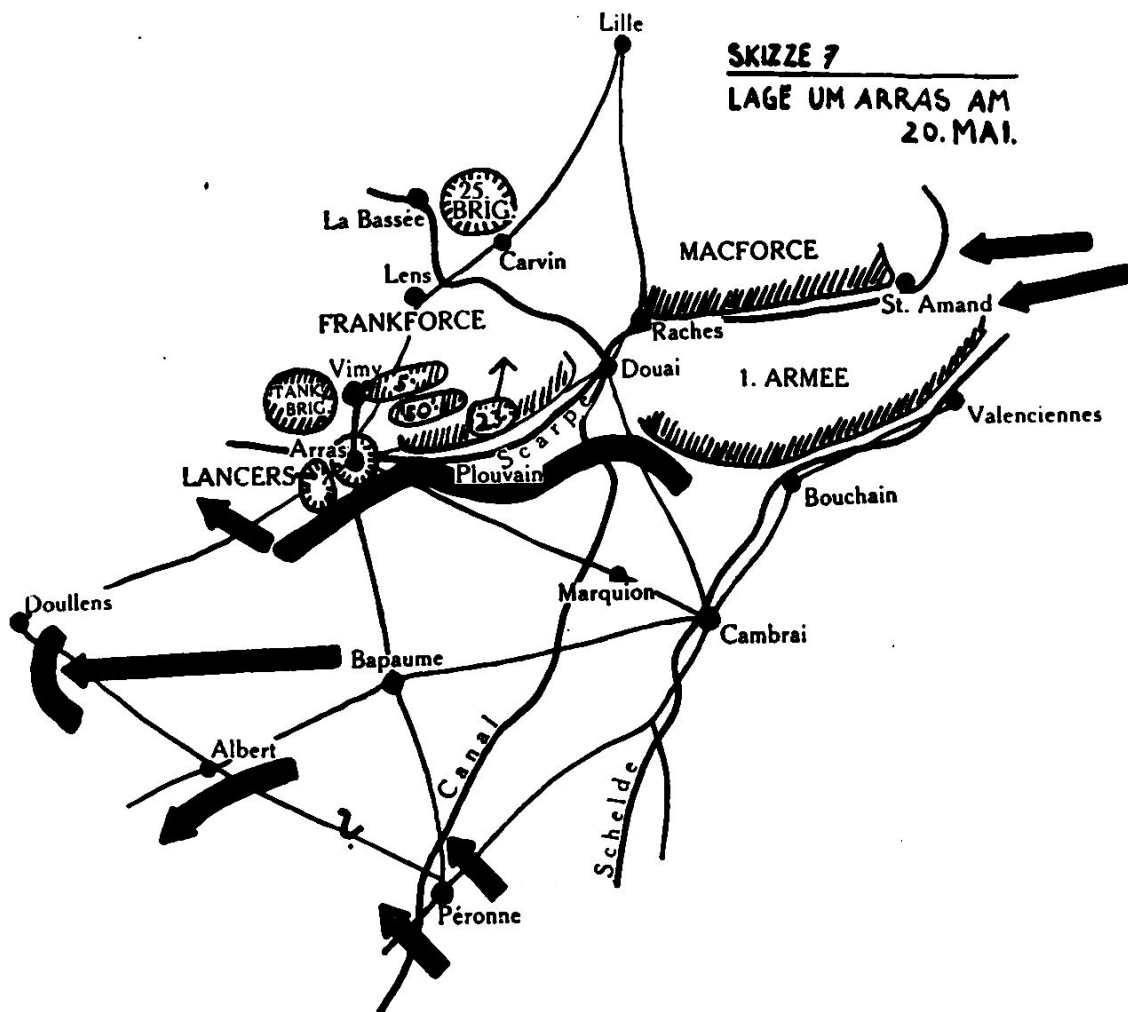 Lille
SKIZZE 7
LAGE UM ARRAS AM
20. MAI.
25.
BRIG.
La Bassée
Carvin
MACFORCE
Lens
St. Amand
FRANKFORCE
Raches
Vimy
5.
Douai
1. ARMEE
TANK
BRIG.
50.
23.
Valenciennes
Scarpe
Arras
LANCERS
Plouvain
Bouchain
Marquion
Doullens
Cambrai
Bapaume
Albert
Canal
Schelde
Péronne